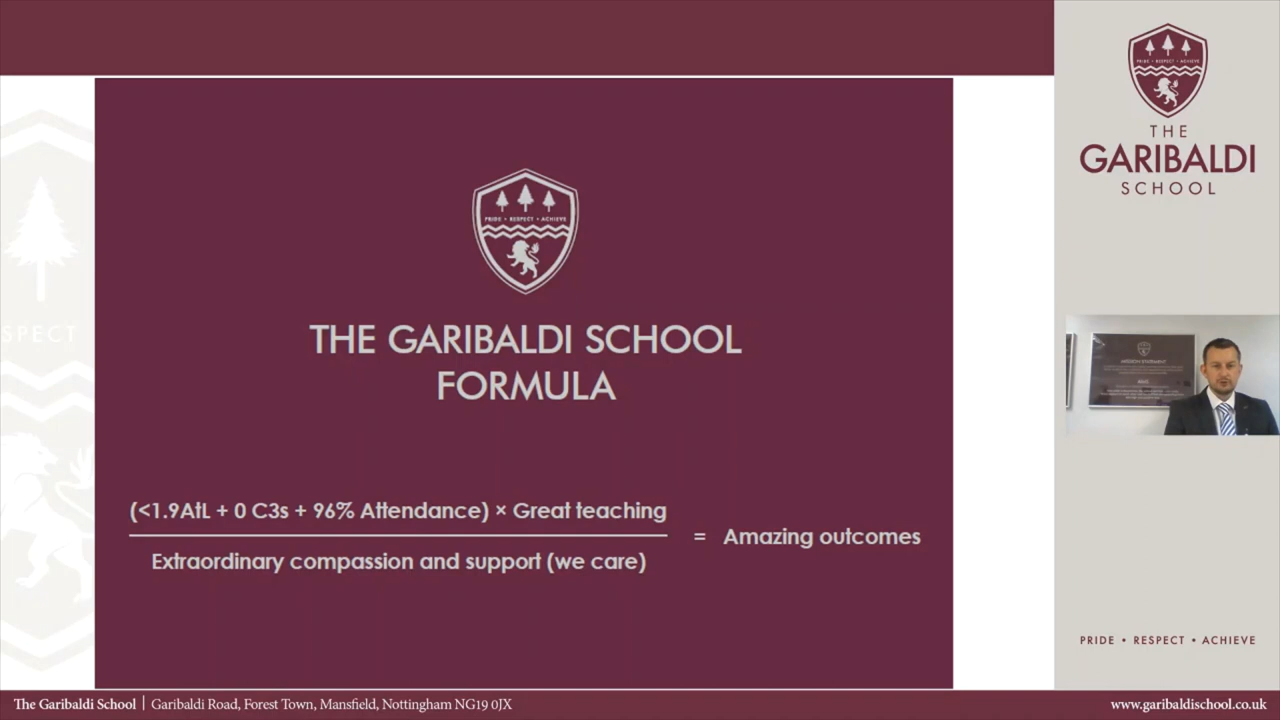 PRIDE • RESPECT • ACHIEVE
THE
GARIBALDI
SCHOOL
PRIDE • RESPECT • ACHIEVE
THE GARIBALDI SCHOOL
FORMULA
SPECT
MISSION STATEMENT
(<1.9AtL + 0 C3s + 96% Attendance) × Great teaching
= Amazing outcomes
Extraordinary compassion and support (we care)
PRIDE • RESPECT • ACHIEVE
The Garibaldi School | Garibaldi Road, Forest Town, Mansfield, Nottingham NG19 0JX
www.garibaldischool.co.uk